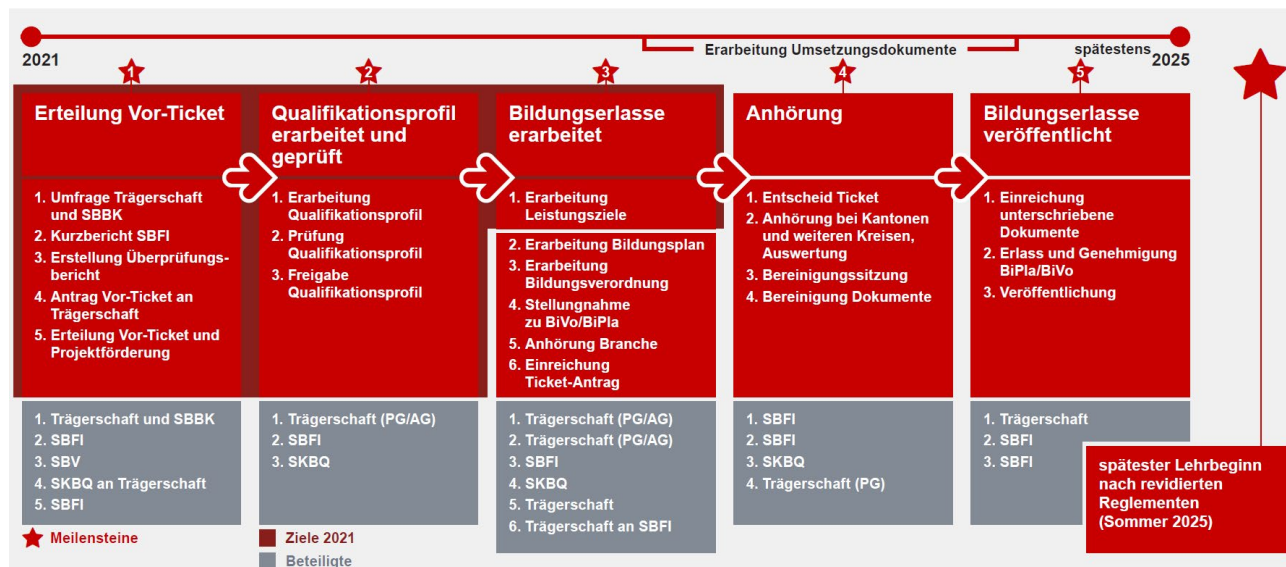 2021
Erarbeitung Umsetzungsdokumente
spätestens
2025
1
2
3
4
5
Erteilung Vor-Ticket
1. Umfrage Trägerschaft
und SBBK
2. Kurzbericht SBFI
3. Erstellung Überprüfungs-
bericht
4. Antrag Vor-Ticket an
Trägerschaft
5. Erteilung Vor-Ticket und
Projektförderung
1. Trägerschaft und SBBK
2. SBFI
3. SBV
4. SKBQ an Trägerschaft
5. SBFI
Qualifikationsprofil
erarbeitet und
geprüft
1. Erarbeitung
Qualifikationsprofil
2. Prüfung
Qualifikationsprofil
3. Freigabe
Qualifikationsprofil
1. Trägerschaft (PG/AG)
2. SBFI
3. SKBQ
Bildungserlasse
erarbeitet
1. Erarbeitung
Leistungsziele
2. Erarbeitung Bildungsplan
3. Erarbeitung
Bildungsverordnung
4. Stellungnahme
zu BiVo/BiPla
5. Anhörung Branche
6. Einreichung
Ticket-Antrag
1. Trägerschaft (PG/AG)
2. Trägerschaft (PG/AG)
3. SBFI
4. SKBQ
5. Trägerschaft
6. Trägerschaft an SBFI
Anhörung
1. Entscheid Ticket
2. Anhörung bei Kantonen
und weiteren Kreisen,
Auswertung
3. Bereinigungssitzung
4. Bereinigung Dokumente
1. SBFI
2. SBFI
3. SKBQ
4. Trägerschaft (PG)
Bildungserlasse
veröffentlicht
1. Einreichung
unterschriebene
Dokumente
2. Erlass und Genehmigung
BiPla/BiVo
3. Veröffentlichung
1. Trägerschaft
2. SBFI
3. SBFI
spätester Lehrbeginn
nach revidierten
Reglementen
(Sommer 2025)
Meilensteine
Ziele 2021
Beteiligte